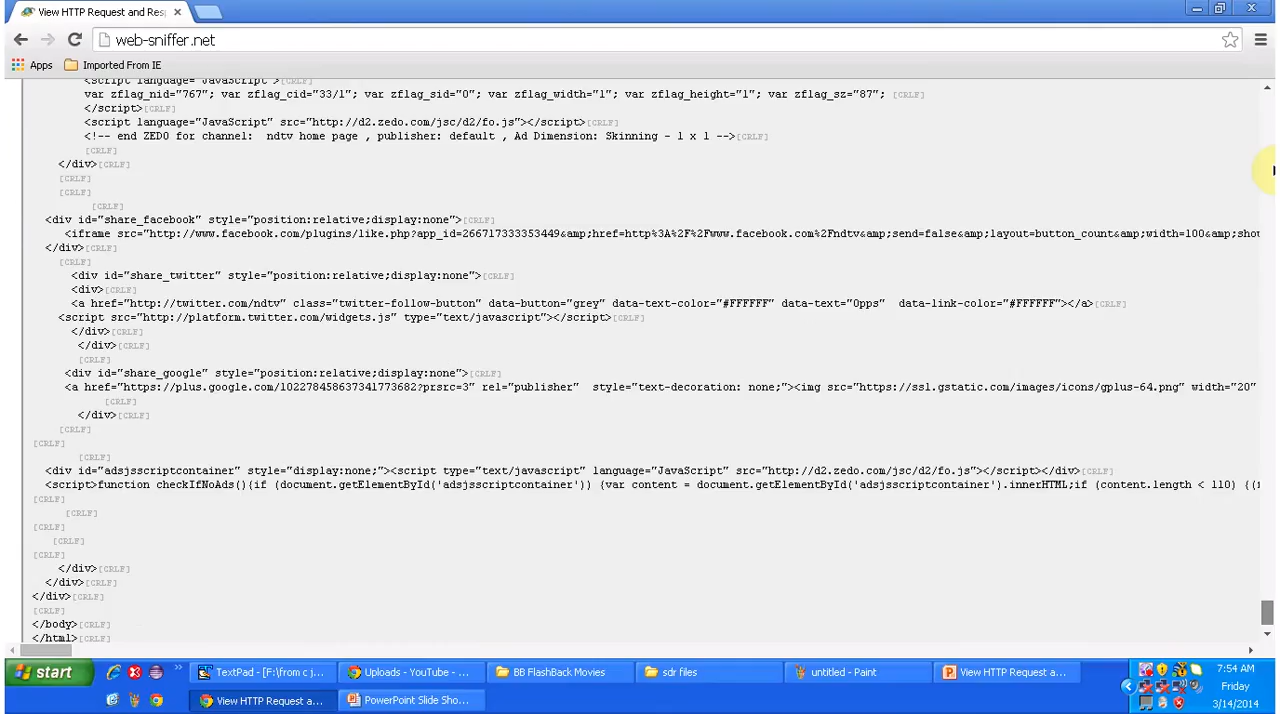 View HTTP Request and Res
web-sniffer.net
Apps
Imported From IE
<script language="JavaScript">[CRLF]
var zflag_nid="767"; var zflag_cid="33/1"; var zflag_sid="0"; var zflag_width="1"; var zflag_height="1"; var zflag_sz="87"; [CRLF]
</script>[CRLF]
<script language="JavaScript" src="http://d2.zedo.com/jsc/d2/fo.js"></script>[CRLF]
<!-- end ZEDO for channel:  ndtv home page , publisher: default , Ad Dimension: Skinning - 1 x 1 -->[CRLF]
[CRLF]
</div>[CRLF]
[CRLF]
[CRLF]
[CRLF]
<div id="share_facebook" style="position:relative;display:none">[CRLF]
<iframe src="http://www.facebook.com/plugins/like.php?app_id=266717333353449&amp;href=http%3A%2F%2Fwww.facebook.com%2Fndtv&amp;send=false&amp;layout=button_count&amp;width=100&amp;sho
</div>[CRLF]
[CRLF]
<div id="share_twitter" style="position:relative;display:none">[CRLF]
<div>[CRLF]
<a href="http://twitter.com/ndtv" class="twitter-follow-button" data-button="grey" data-text-color="#FFFFFF" data-text="0pps"  data-link-color="#FFFFFF"></a>[CRLF]
<script src="http://platform.twitter.com/widgets.js" type="text/javascript"></script>[CRLF]
</div>[CRLF]
</div>[CRLF]
[CRLF]
<div id="share_google" style="position:relative;display:none">[CRLF]
<a href="https://plus.google.com/102278458637341773682?prsrc=3" rel="publisher"  style="text-decoration: none;"><img src="https://ssl.gstatic.com/images/icons/gplus-64.png" width="20"
[CRLF]
</div>[CRLF]
[CRLF]
[CRLF]
[CRLF]
<div id="adsjsscriptcontainer" style="display:none;"><script type="text/javascript" language="JavaScript" src="http://d2.zedo.com/jsc/d2/fo.js"></script></div>[CRLF]
<script>function checkIfNoAds(){if (document.getElementById('adsjsscriptcontainer')) {var content = document.getElementById('adsjsscriptcontainer').innerHTML;if (content.length < 110) {(
[CRLF]
[CRLF]
[CRLF]
[CRLF]
[CRLF]
</div>[CRLF]
</div>[CRLF]
</div>[CRLF]
[CRLF]
</body>[CRLF]
</html>[CRLF]
start
TextPad - [F:\from c j...
Uploads - YouTube - ...
BB FlashBack Movies
sdr files
untitled - Paint
View HTTP Request a...
7:54 AM
View HTTP Request a...
PowerPoint Slide Sho...
Friday
3/14/2014